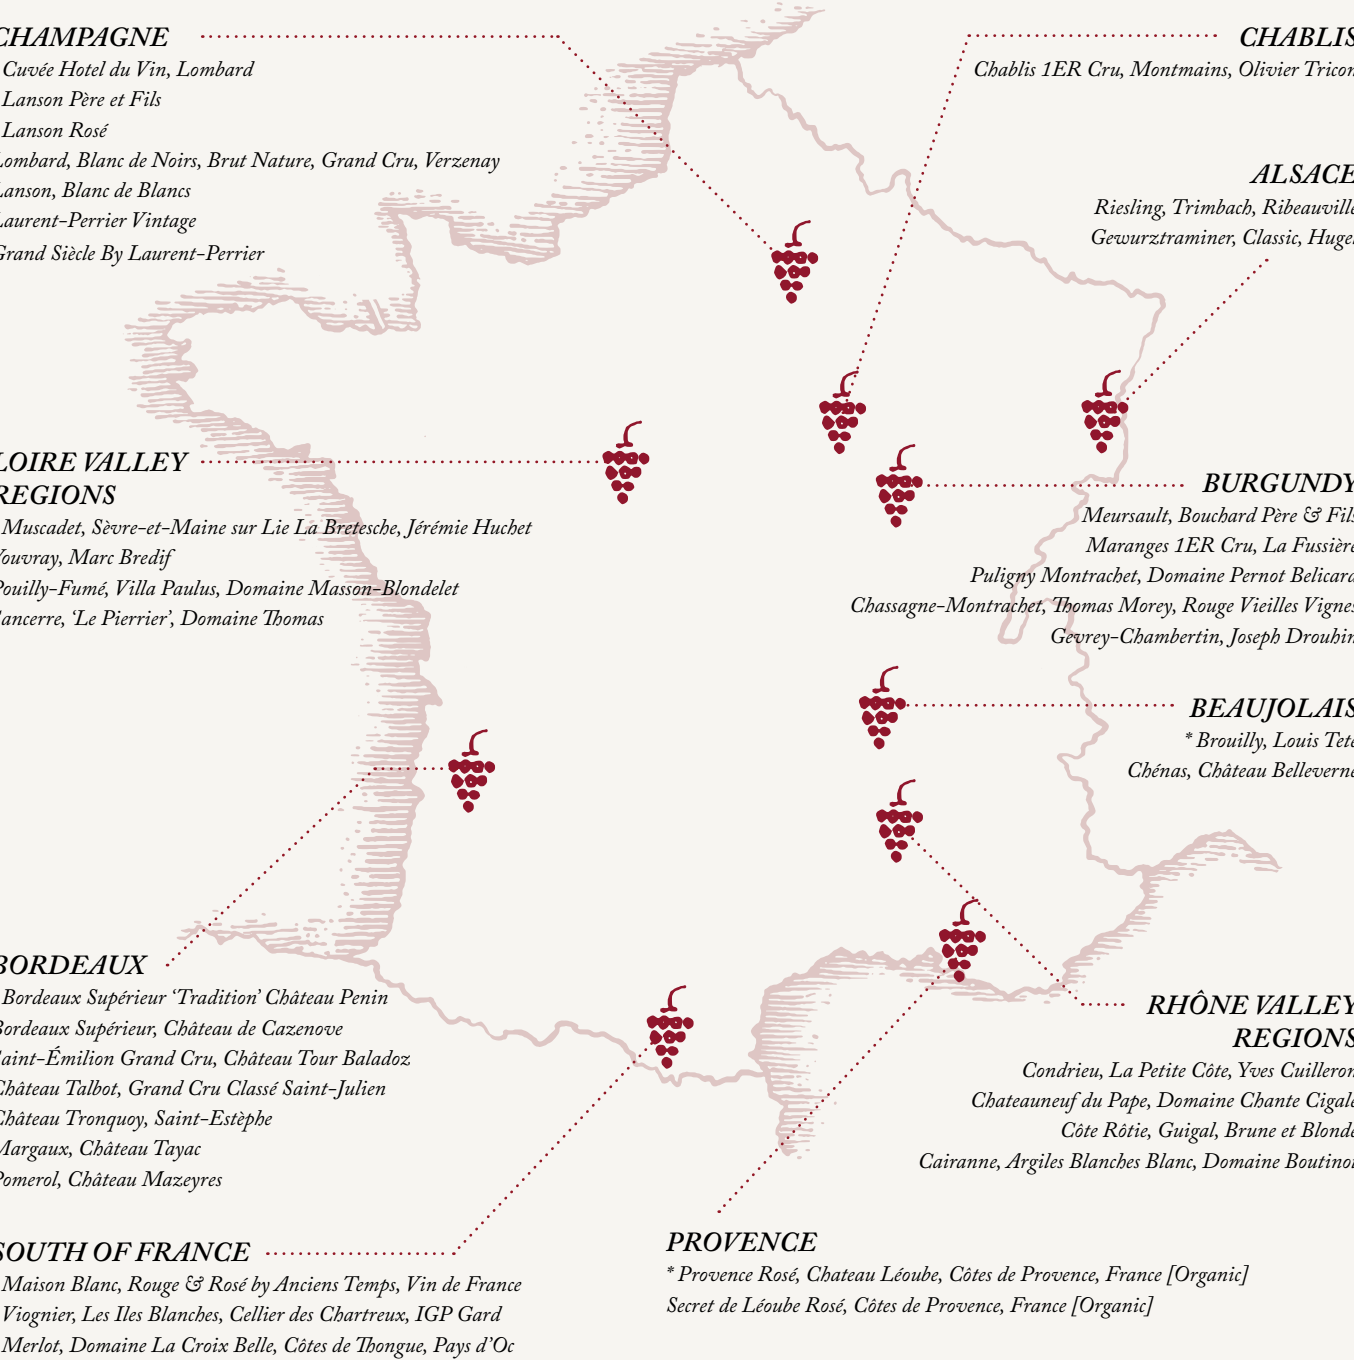 CHAMPAGNE
Cuvée Hotel du Vin, Lombard
Lanson Père et Fils
Lanson Rosé
Lombard, Blanc de Noirs, Brut Nature, Grand Cru, Verzenay
Lanson, Blanc de Blancs
Laurent-Perrier Vintage
Grand Siècle By Laurent-Perrier
CHABLIS
Chablis 1ER Cru, Montmains, Olivier Tricon
ALSACE
Riesling, Trimbach, Ribeauville
Gewurztraminer, Classic, Hugel
LOIRE VALLEY
REGIONS
Muscadet, Sèvre-et-Maine sur Lie La Bretesche, Jérémie Huchet
Vouvray, Marc Bredif
Pouilly-Fumé, Villa Paulus, Domaine Masson-Blondelet
Sancerre, ‘Le Pierrier’, Domaine Thomas
BURGUNDY
Meursault, Bouchard Père & Fils
Maranges 1ER Cru, La Fussière
Puligny Montrachet, Domaine Pernot Belicard
Chassagne-Montrachet, Thomas Morey, Rouge Vieilles Vignes
Gevrey-Chambertin, Joseph Drouhin
BEAUJOLAIS
* Brouilly, Louis Tete
Chénas, Château Belleverne
BORDEAUX
Bordeaux Supérieur ‘Tradition’ Château Penin
Bordeaux Supérieur, Château de Cazenove
Saint-Émilion Grand Cru, Château Tour Baladoz
Château Talbot, Grand Cru Classé Saint-Julien
Château Tronquoy, Saint-Estèphe
Margaux, Château Tayac
Pomerol, Château Mazeyres
RHÔNE VALLEY
REGIONS
Condrieu, La Petite Côte, Yves Cuilleron
Chateauneuf du Pape, Domaine Chante Cigale
Côte Rôtie, Guigal, Brune et Blonde
Cairanne, Argiles Blanches Blanc, Domaine Boutinot
SOUTH OF FRANCE
Maison Blanc, Rouge & Rosé by Anciens Temps, Vin de France
Viognier, Les Iles Blanches, Cellier des Chartreux, IGP Gard
Merlot, Domaine La Croix Belle, Côtes de Thongue, Pays d’Oc
PROVENCE
* Provence Rosé, Chateau Léoube, Côtes de Provence, France [Organic]
Secret de Léoube Rosé, Côtes de Provence, France [Organic]